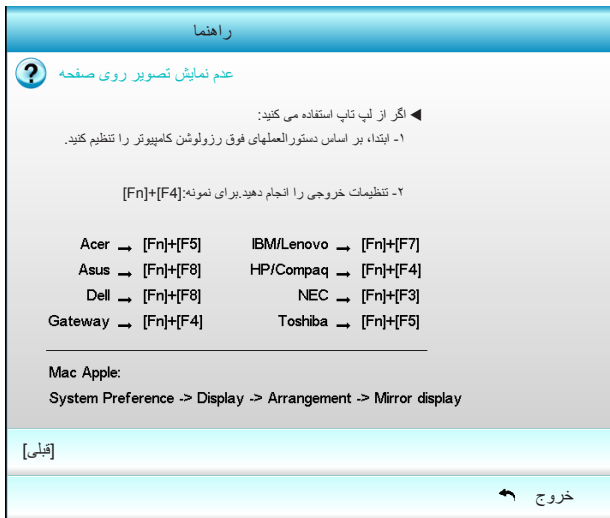 راهنما
عدم نمایش تصویر روی صفحه
اگر از لپ تاپ استفاده می کنید:
۱- ابتدا، بر اساس دستورالعملهای فوق رزولوشن کامپیوتر را تنظیم کنید.
۲- تنظیمات خروجی را انجام دهید.برای نمونه:[Fn]+[F4]
Acer → [Fn]+[F5] IBM/Lenovo → [Fn]+[F7]
Asus → [Fn]+[F8] HP/Compaq → [Fn]+[F4]
Dell → [Fn]+[F8] NEC → [Fn]+[F3]
Gateway → [Fn]+[F4] Toshiba → [Fn]+[F5]
Mac Apple:
System Preference -> Display -> Arrangement -> Mirror display
[قبلی]
خروج